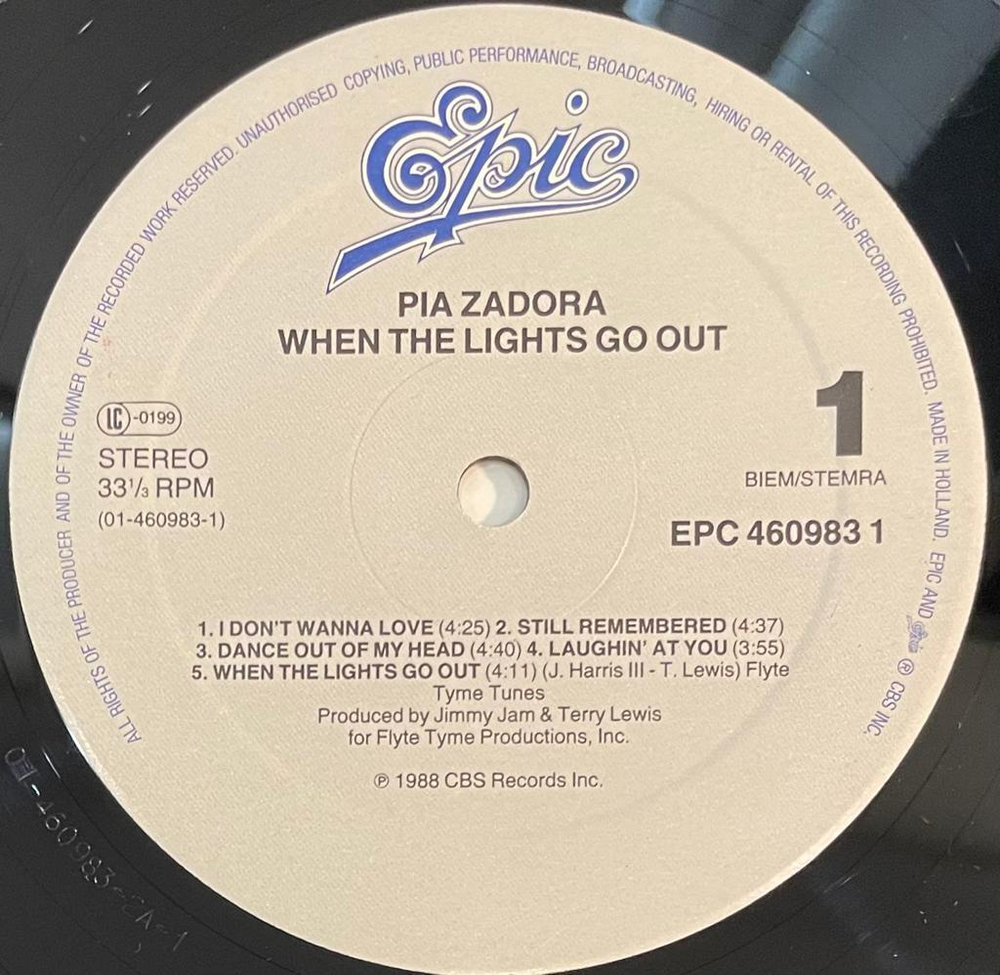 ALL RIGHTS OF THE PRODUCER AND OF THE OWNER OF THE RECORDED WORK RESERVED. UNAUTHORISED COPYING, PUBLIC PERFORMANCE, BROADCASTING, HIRING OR RENTAL OF THIS RECORDING PROHIBITED. MADE IN HOLLAND. EPIC AND Epic ℗ CBS INC.
Epic
PIA ZADORA
WHEN THE LIGHTS GO OUT
LC-0199
STEREO
33 1/3 RPM
(01-460983-1)
1
BIEM/STEMRA
EPC 460983 1
1. I DON'T WANNA LOVE (4:25) 2. STILL REMEMBERED (4:37)
3. DANCE OUT OF MY HEAD (4:40) 4. LAUGHIN' AT YOU (3:55)
5. WHEN THE LIGHTS GO OUT (4:11) (J. Harris III - T. Lewis) Flyte
Tyme Tunes
Produced by Jimmy Jam & Terry Lewis
for Flyte Tyme Productions, Inc.
℗ 1988 CBS Records Inc.